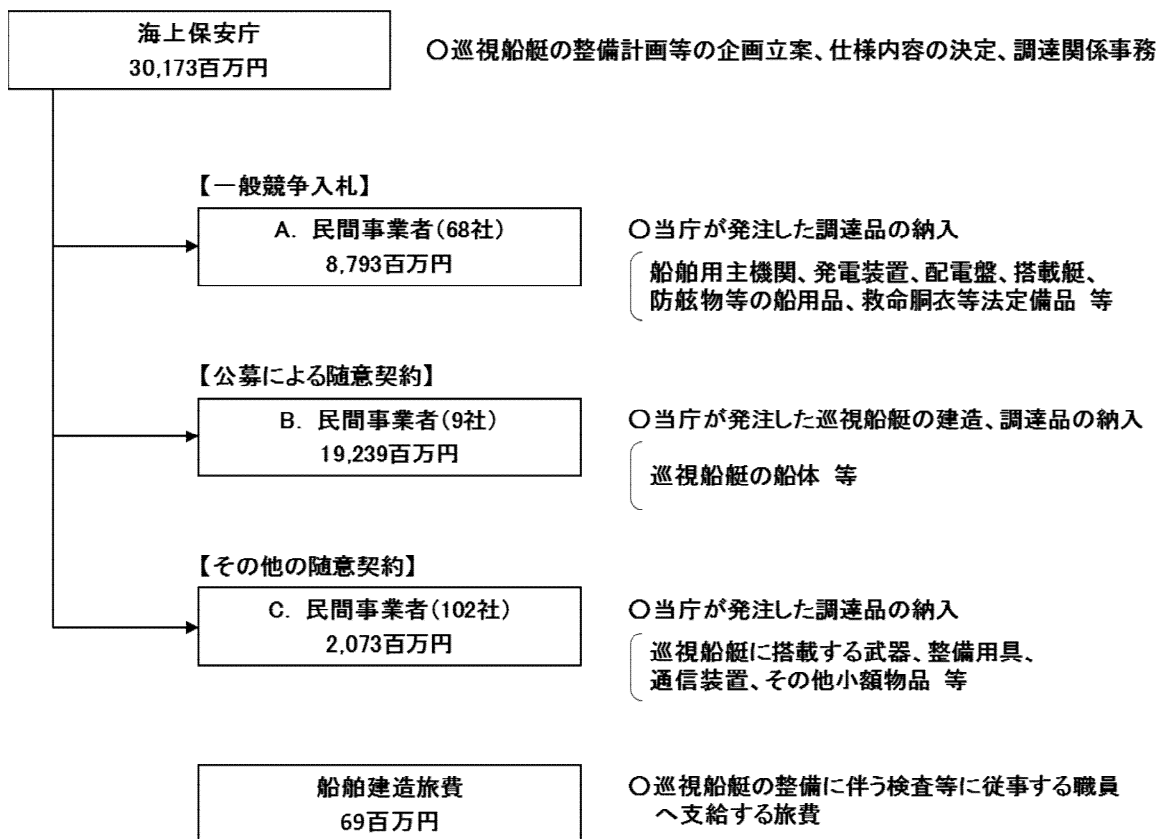 海上保安庁
30,173百万円
○巡視船艇の整備計画等の企画立案、仕様内容の決定、調達関係事務
【一般競争入札】
A. 民間事業者(68社)
8,793百万円
○当庁が発注した調達品の納入
船舶用主機関、発電装置、配電盤、搭載艇、
防舷物等の船用品、救命胴衣等法定備品 等
【公募による随意契約】
B. 民間事業者(9社)
19,239百万円
○当庁が発注した巡視船艇の建造、調達品の納入
巡視船艇の船体 等
【その他の随意契約】
C. 民間事業者(102社)
2,073百万円
○当庁が発注した調達品の納入
巡視船艇に搭載する武器、整備用具、
通信装置、その他小額物品 等
船舶建造旅費
69百万円
○巡視船艇の整備に伴う検査等に従事する職員
へ支給する旅費